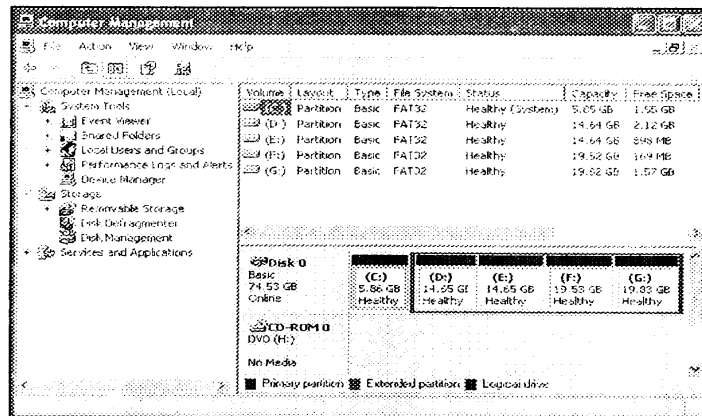 Computer Management
File Action View Window Help
Computer Management (Local)
System Tools
Event Viewer
Shared Folders
Local Users and Groups
Performance Logs and Alerts
Device Manager
Storage
Removable Storage
Disk Defragmenter
Disk Management
Services and Applications
Volume Layout Type File System Status Capacity Free Space
(C:) Partition Basic FAT32 Healthy (System) 5.85 GB 1.55 GB
(D:) Partition Basic FAT32 Healthy 14.64 GB 2.12 GB
(E:) Partition Basic FAT32 Healthy 14.64 GB 898 MB
(F:) Partition Basic FAT32 Healthy 19.52 GB 169 MB
(G:) Partition Basic FAT32 Healthy 19.82 GB 1.57 GB
Disk 0
Basic
74.53 GB
Online
(C:) (D:) (E:) (F:) (G:)
5.86 GB 14.65 GB 14.65 GB 19.53 GB 19.83 GB
Healthy Healthy Healthy Healthy Healthy
CD-ROM 0
DVD (H:)
No Media
Primary partition Extended partition Logical drive